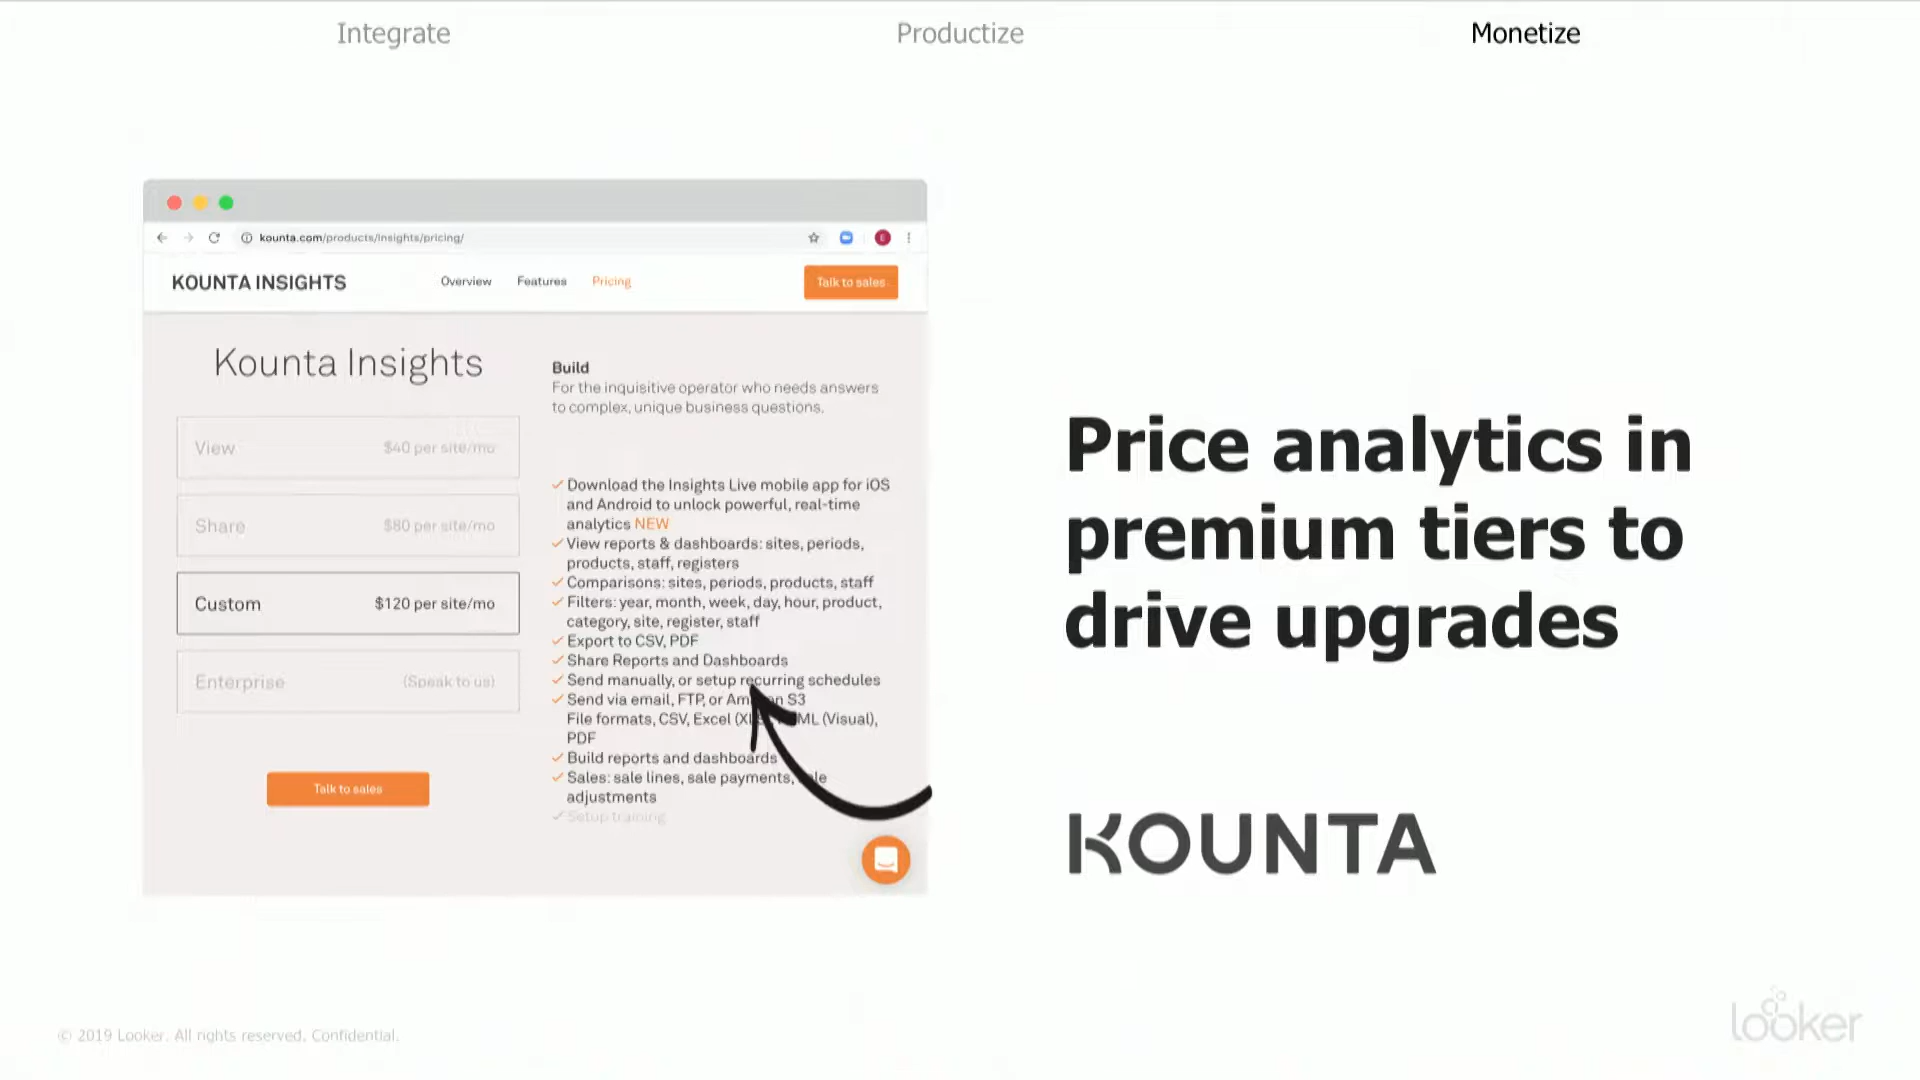 Integrate
Productize
Monetize
kounta.com/products/insights/pricing/
KOUNTA INSIGHTS
Overview
Features
Pricing
Talk to sales
Kounta Insights
View
$40 per site/mo
Share
$80 per site/mo
Custom
$120 per site/mo
Enterprise
(Speak to us)
Talk to sales
Build
For the inquisitive operator who needs answers
to complex, unique business questions.
Download the Insights Live mobile app for iOS
and Android to unlock powerful, real-time
analytics NEW
View reports & dashboards: sites, periods,
products, staff, registers
Comparisons: sites, periods, products, staff
Filters: year, month, week, day, hour, product,
category, site, register, staff
Export to CSV, PDF
Share Reports and Dashboards
Send manually, or setup recurring schedules
Send via email, FTP, or S3
File formats, CSV, Excel (Visual),
PDF
Build reports and dashboards
Sales: sale lines, sale payments,
adjustments
Setup training
Price analytics in
premium tiers to
drive upgrades
KOUNTA
© 2019 Looker. All rights reserved. Confidential.
looker